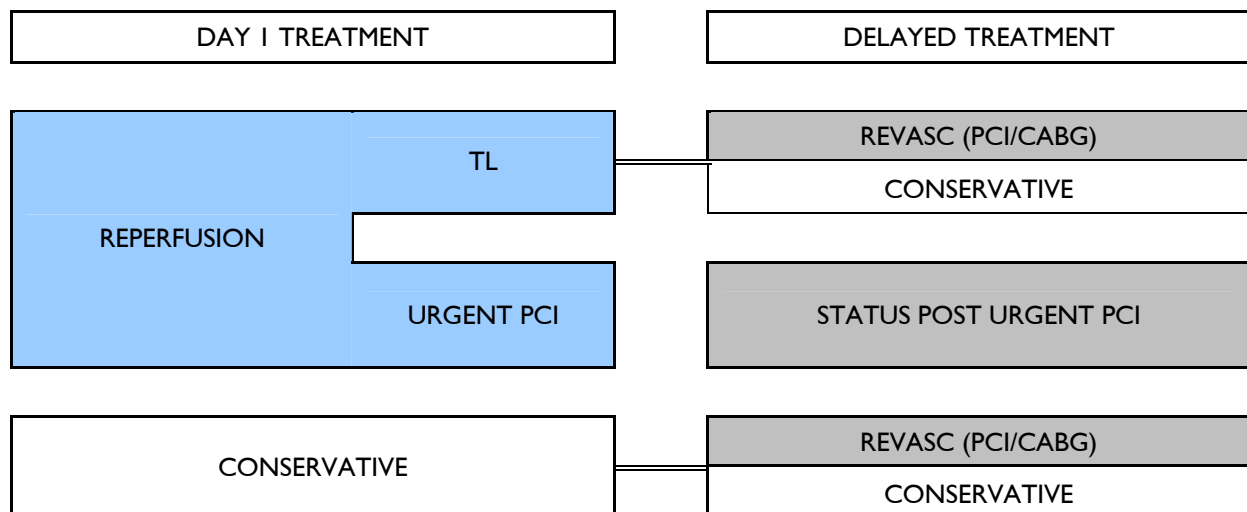 DAY 1 TREATMENT
DELAYED TREATMENT
REPERFUSION
TL
REVASC (PCI/CABG)
CONSERVATIVE
URGENT PCI
STATUS POST URGENT PCI
CONSERVATIVE
REVASC (PCI/CABG)
CONSERVATIVE